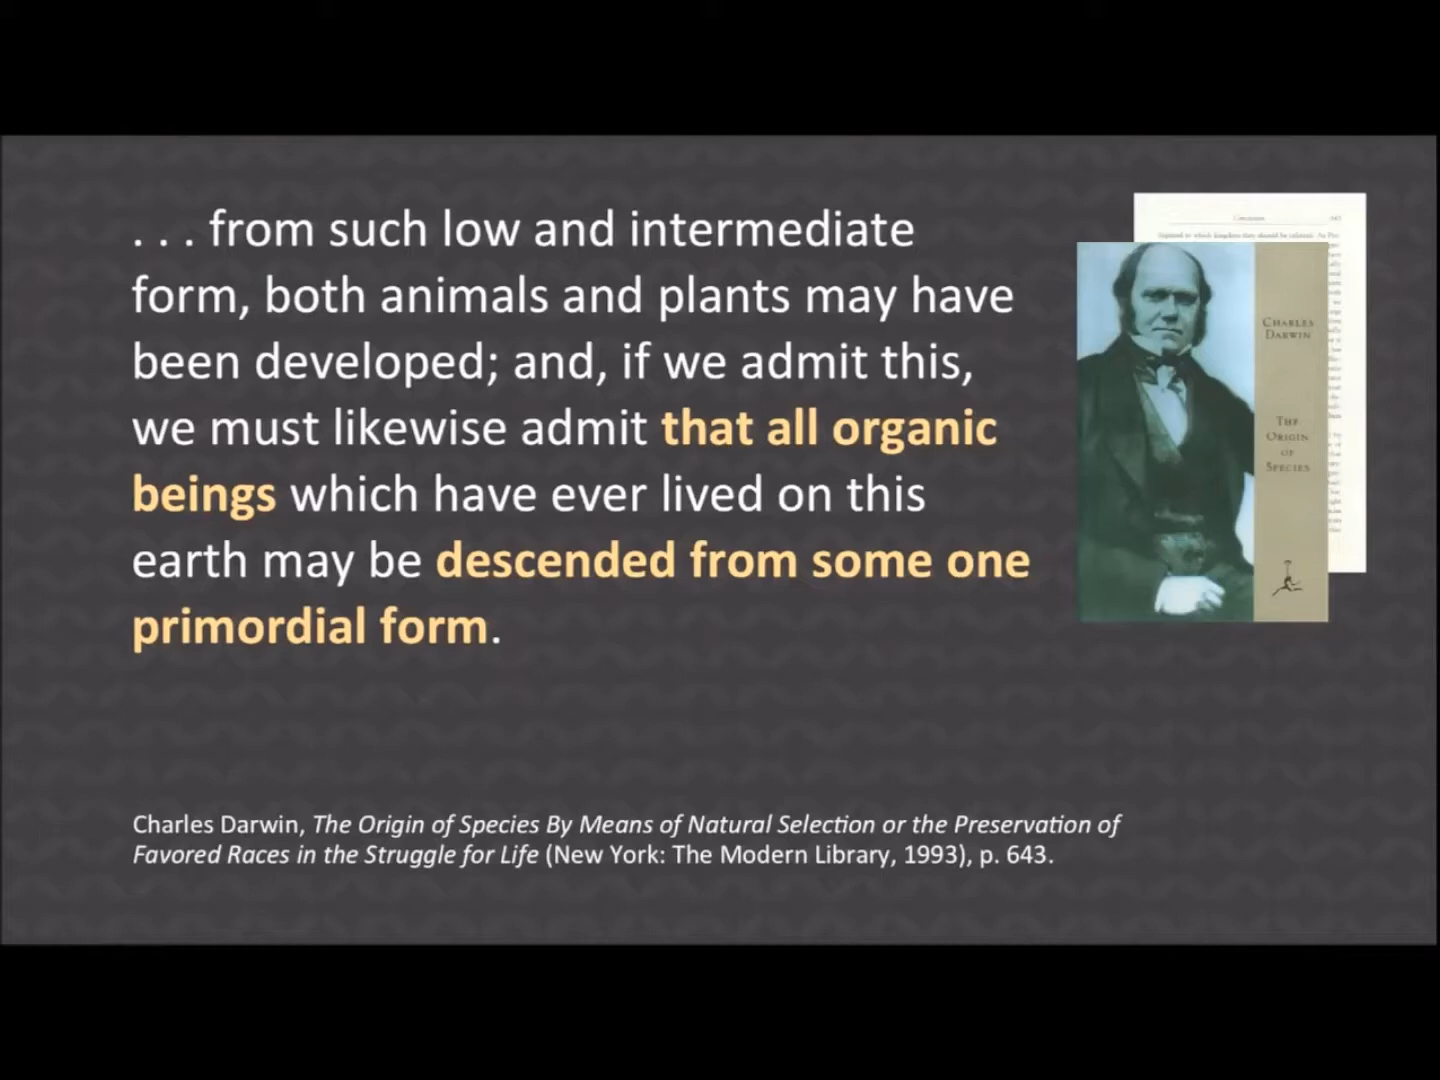 . . . from such low and intermediate
form, both animals and plants may have
been developed; and, if we admit this,
we must likewise admit that all organic
beings which have ever lived on this
earth may be descended from some one
primordial form.
CHARLES
DARWIN
THE
ORIGIN
OF
SPECIES
Charles Darwin, The Origin of Species By Means of Natural Selection or the Preservation of
Favored Races in the Struggle for Life (New York: The Modern Library, 1993), p. 643.